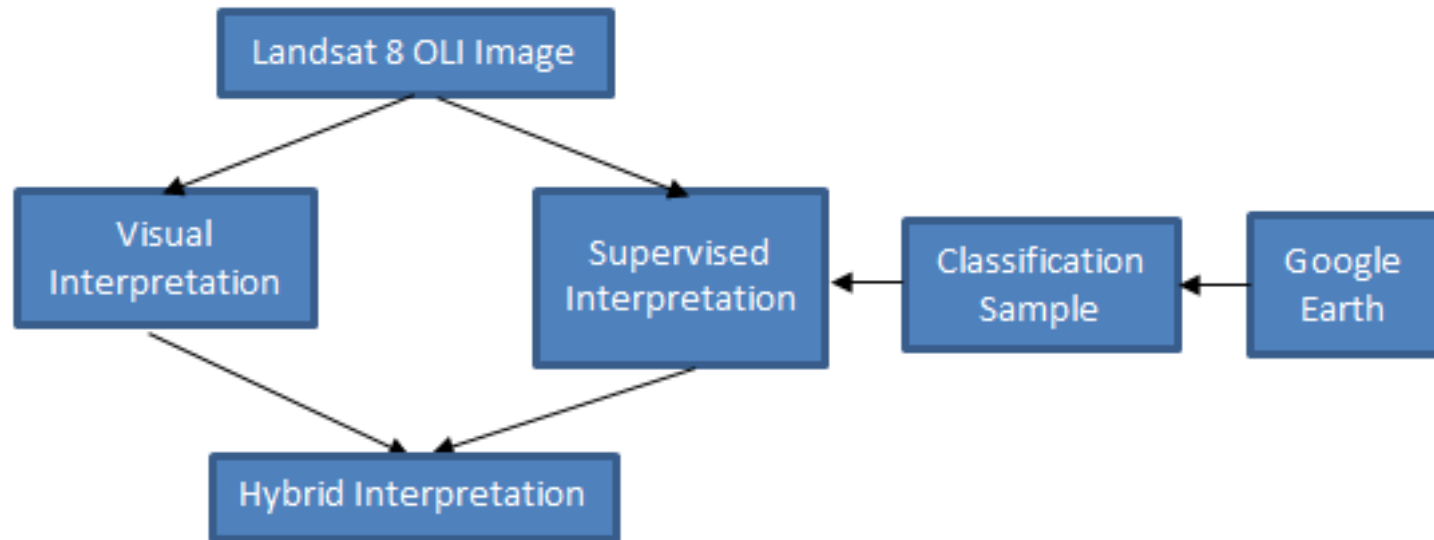 Landsat 8 OLI Image
Visual
Interpretation
Supervised
Interpretation
Classification
Sample
Google
Earth
Hybrid Interpretation